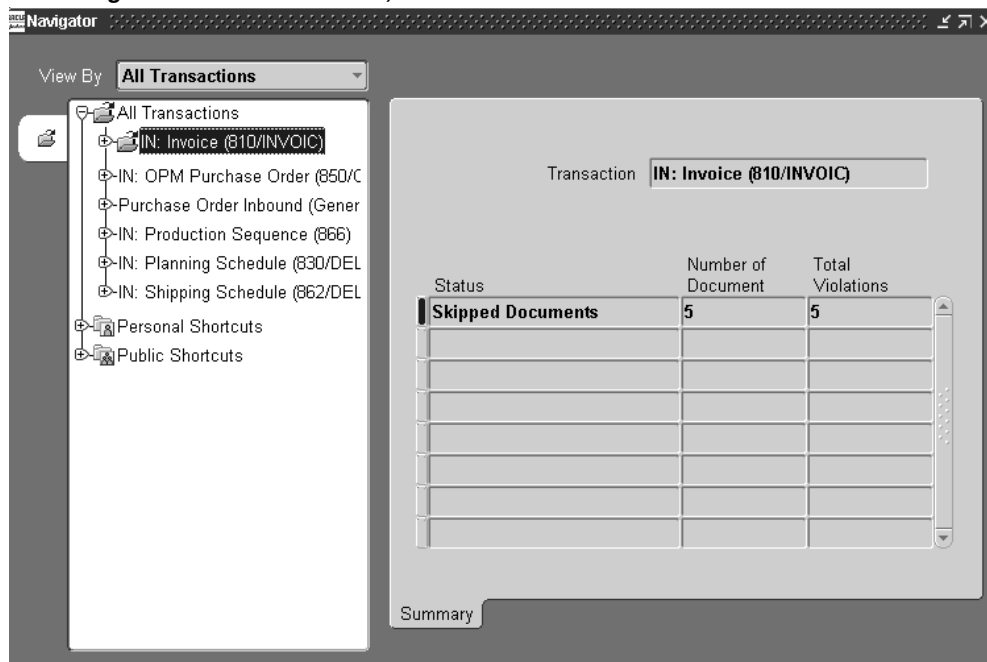 Navigator
View By All Transactions
All Transactions
IN: Invoice (810/INVOIC)
IN: OPM Purchase Order (850/C
Purchase Order Inbound (Gener
IN: Production Sequence (866)
IN: Planning Schedule (830/DEL
IN: Shipping Schedule (862/DEL
Personal Shortcuts
Public Shortcuts
Transaction IN: Invoice (810/INVOIC)
Status Number of Document Total Violations
Skipped Documents 5 5
Summary